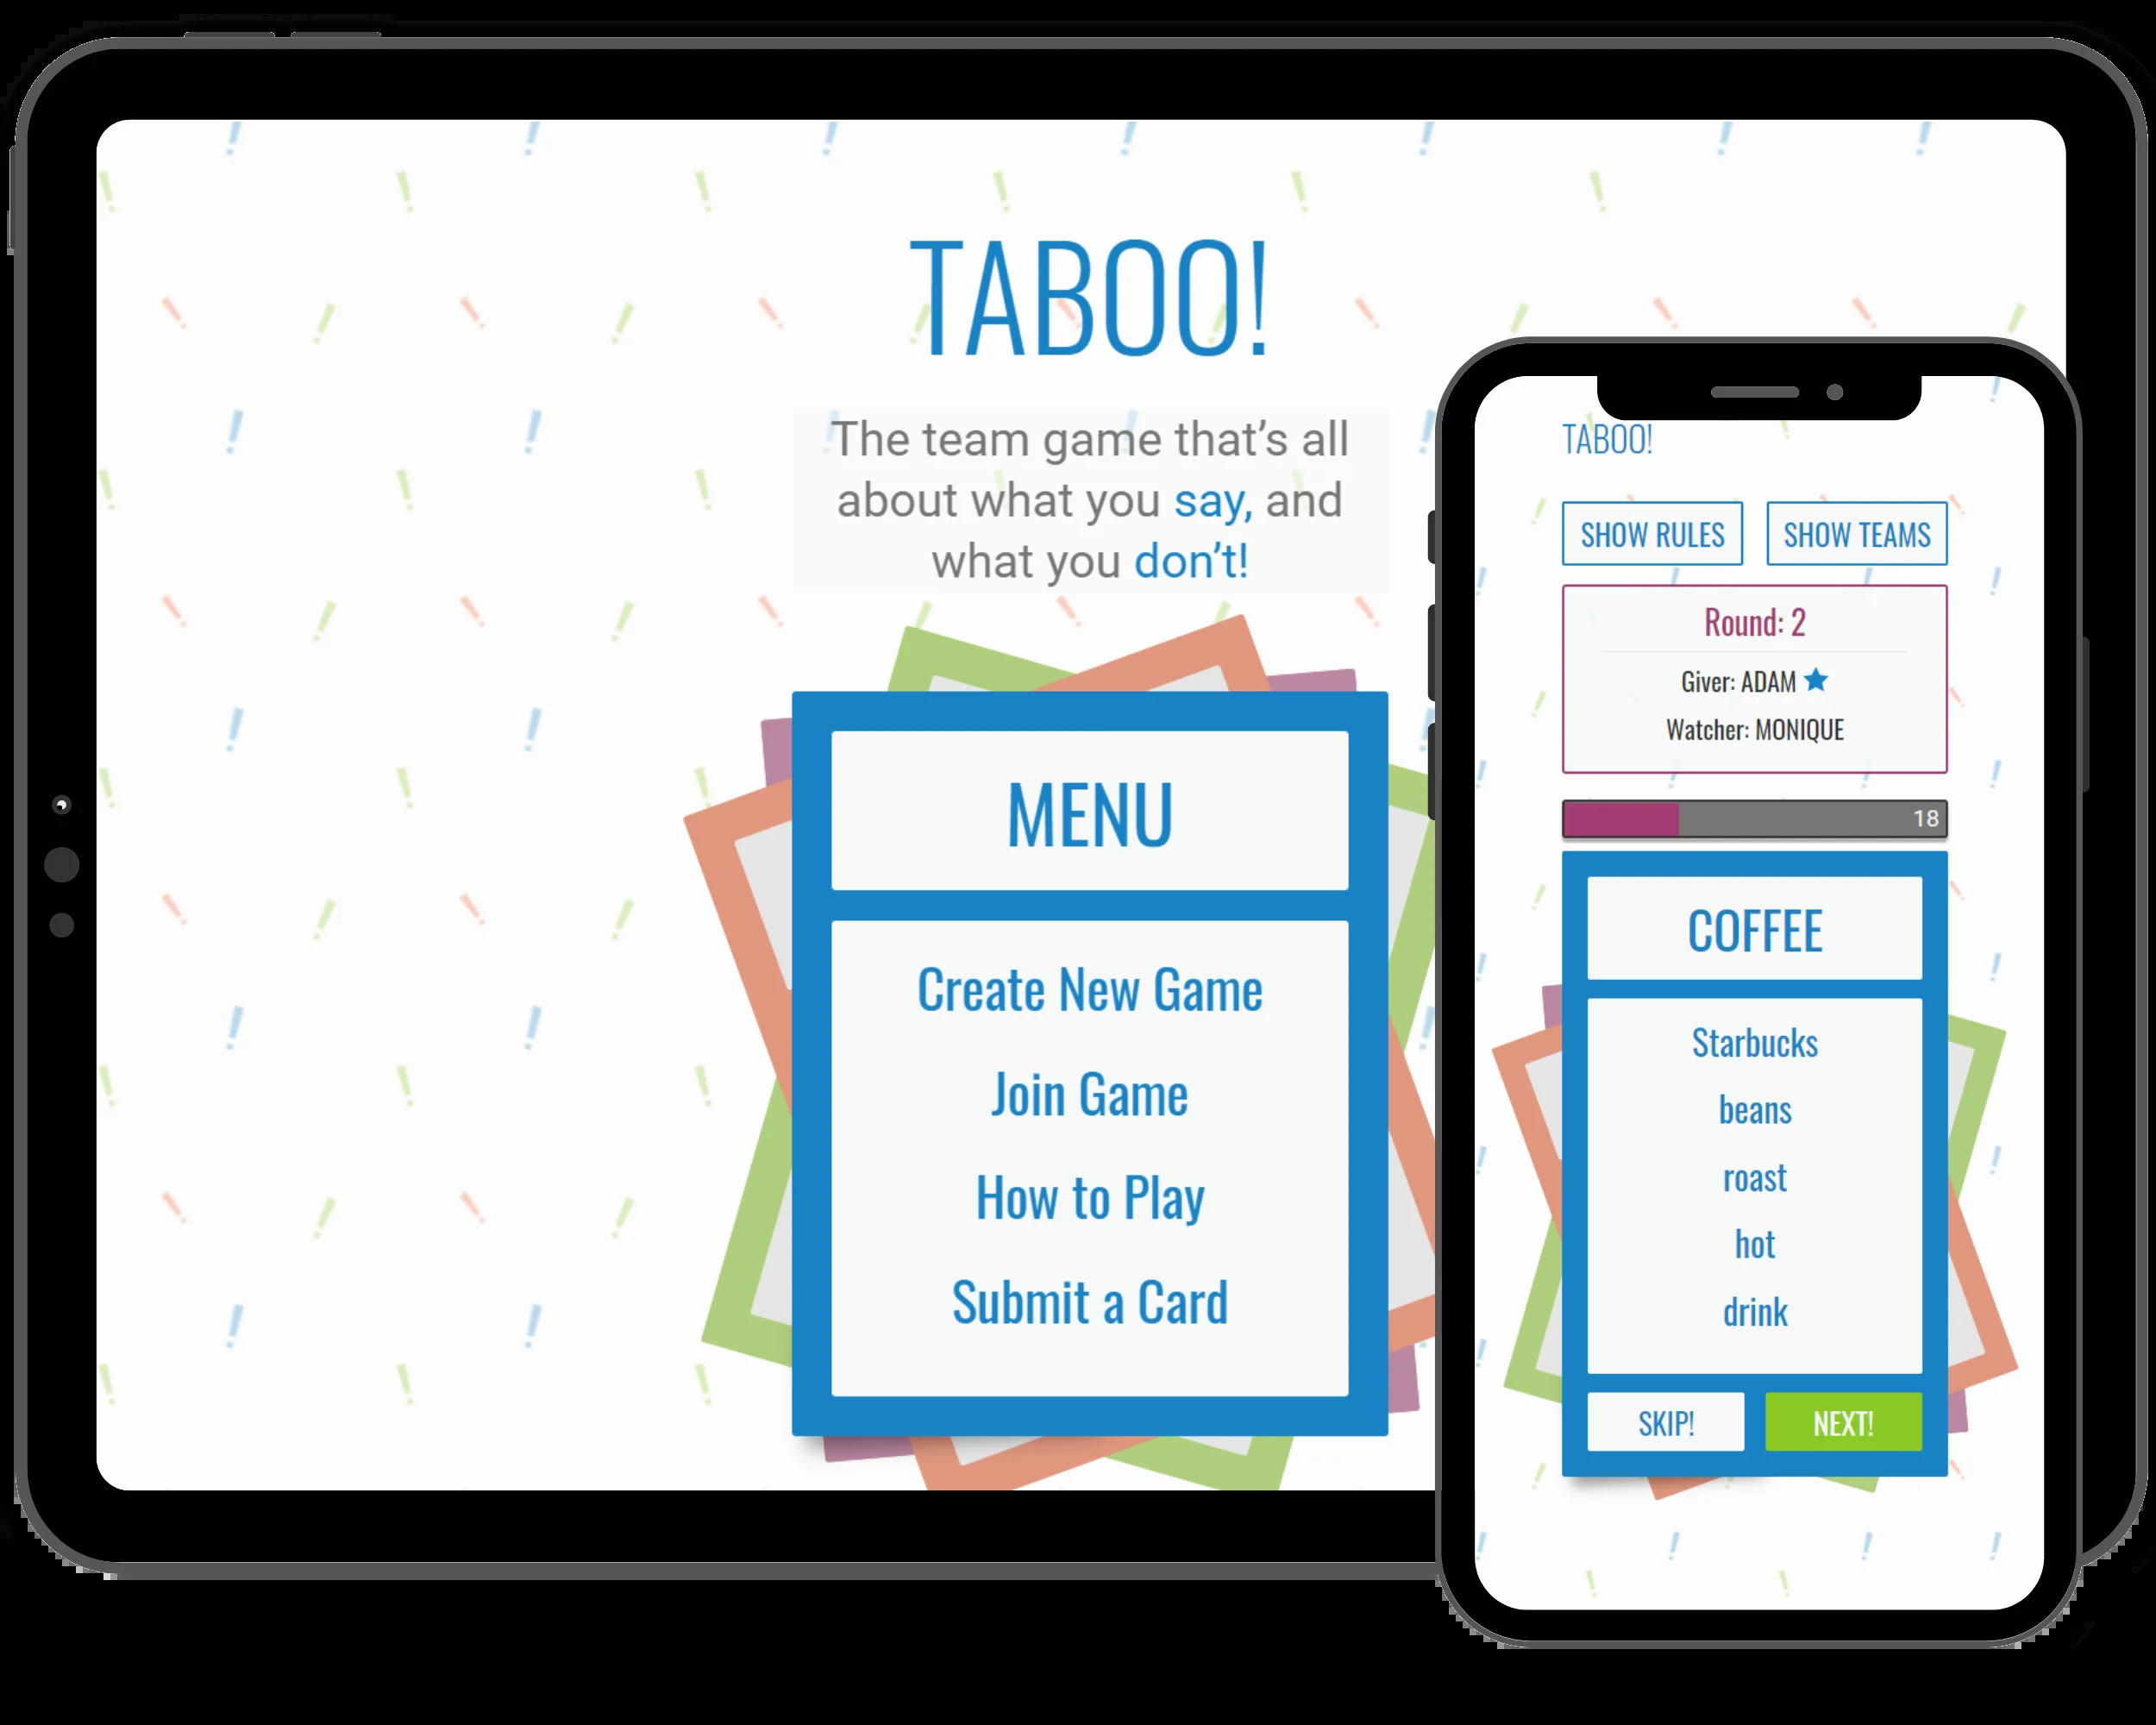 TABOO!
The team game that’s all
about what you say, and
what you don’t!
MENU
Create New Game
Join Game
How to Play
Submit a Card
TABOO!
SHOW RULES SHOW TEAMS
Round: 2
Giver: ADAM
Watcher: MONIQUE
18
COFFEE
Starbucks
beans
roast
hot
drink
SKIP! NEXT!